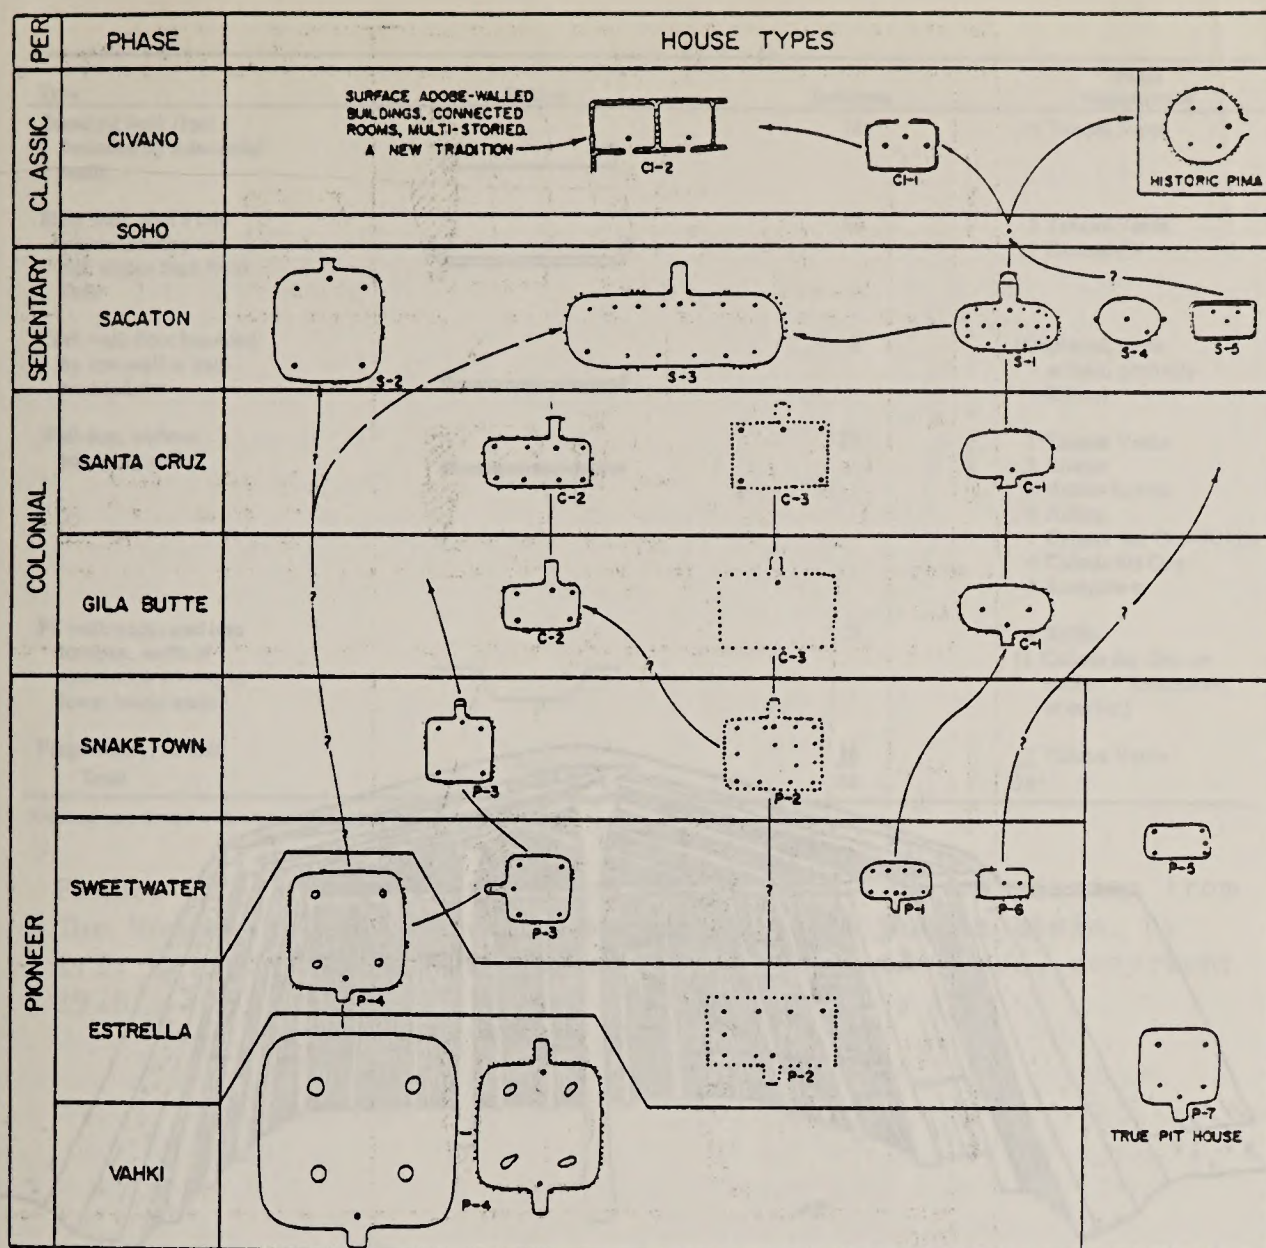 PER
PHASE
HOUSE TYPES
CLASSIC
CIVANO
SURFACE ADOBE-WALLED
BUILDINGS, CONNECTED
ROOMS, MULTI-STORIED.
A NEW TRADITION
CI-2
CI-1
HISTORIC PIMA
SOHO
SEDENTARY
SACATON
?
S-2
S-3
S-1
S-4
S-5
COLONIAL
SANTA CRUZ
?
C-2
C-3
C-1
GILA BUTTE
?
C-2
C-3
C-1
?
?
PIONEER
SNAKETOWN
?
P-3
P-2
?
SWEETWATER
?
P-4
P-3
?
P-1
P-6
P-5
ESTRELLA
P-2
VAHKI
P-4
P-7
TRUE PIT HOUSE